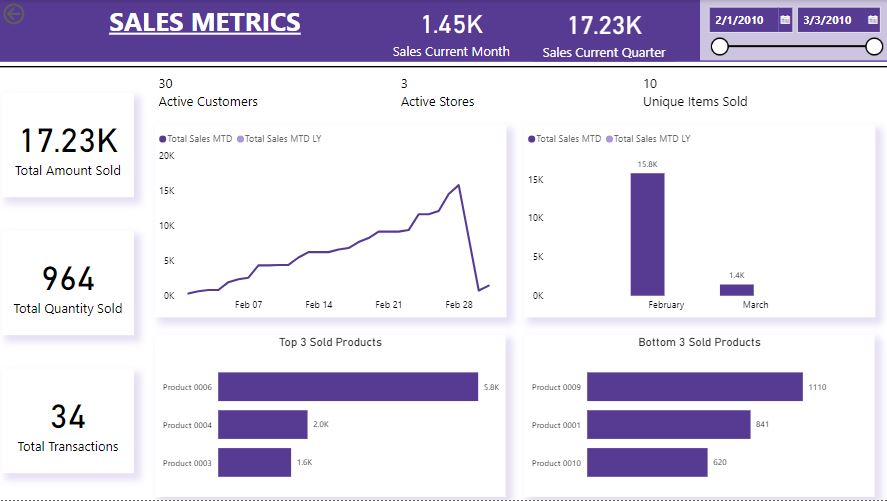 SALES METRICS
1.45K
Sales Current Month
17.23K
Sales Current Quarter
2/1/2010
3/3/2010
30
Active Customers
3
Active Stores
10
Unique Items Sold
17.23K
Total Amount Sold
964
Total Quantity Sold
34
Total Transactions
Total Sales MTD Total Sales MTD LY
20K
15K
10K
5K
0K
Feb 07 Feb 14 Feb 21 Feb 28
Total Sales MTD Total Sales MTD LY
15K
10K
5K
0K
15.8K
1.4K
February March
Top 3 Sold Products
Product 0006 5.8K
Product 0004 2.0K
Product 0003 1.6K
Bottom 3 Sold Products
Product 0009 1110
Product 0001 841
Product 0010 620